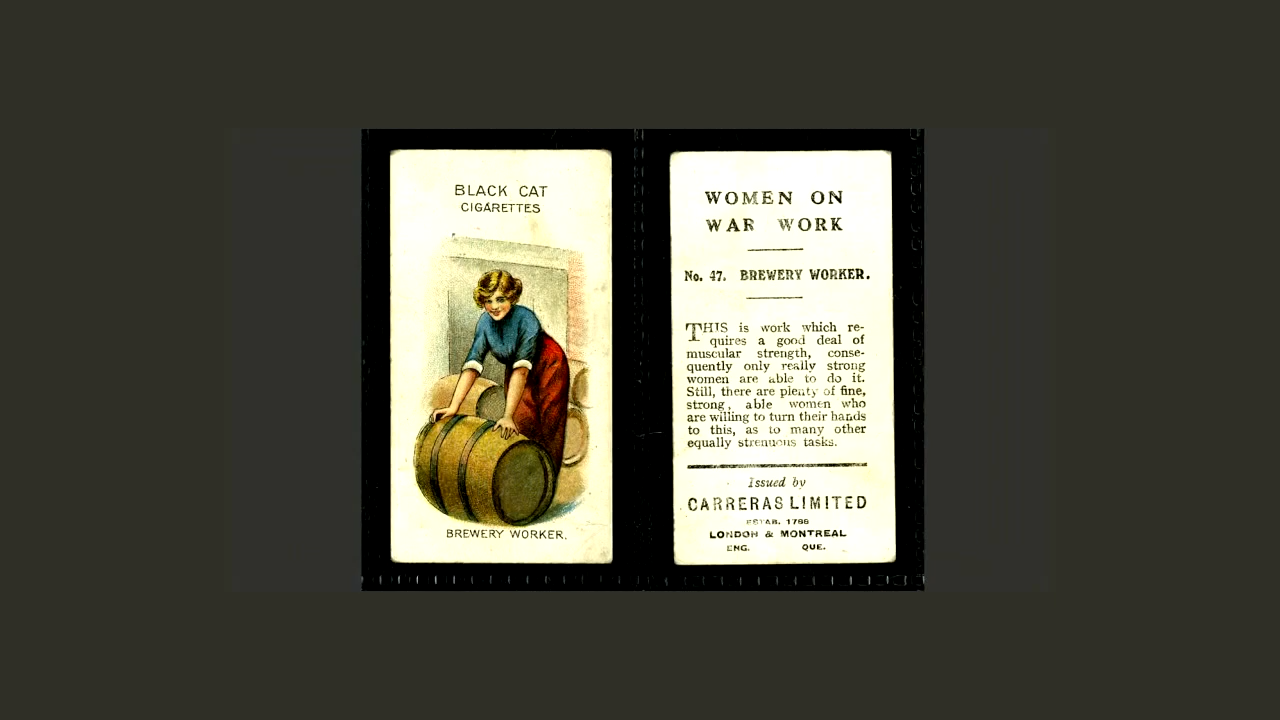 BLACK CAT
CIGARETTES
BREWERY WORKER.
WOMEN ON
WAR WORK
No. 47. BREWERY WORKER.
THIS is work which re-
quires a good deal of
muscular strength, conse-
quently only really strong
women are able to do it.
Still, there are plenty of fine,
strong, able women who
are willing to turn their hands
to this, as to many other
equally strenuous tasks.
Issued by
CARRERAS LIMITED
ESTAB. 1788
LONDON & MONTREAL
ENG. QUE.